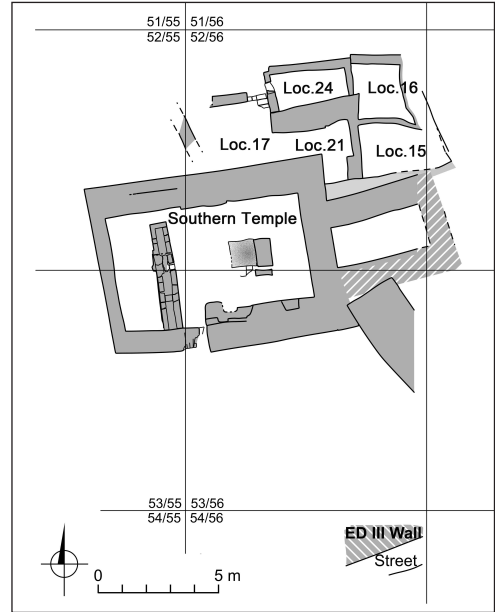 51/55 51/56
52/55 52/56
Loc.24
Loc.16
Loc.17
Loc.21
Loc.15
Southern Temple
53/55 53/56
54/55 54/56
ED III Wall
Street
0 5 m